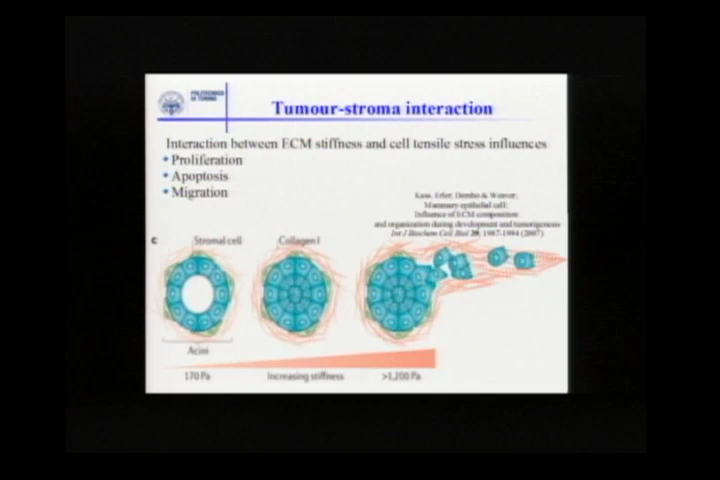 POLITECNICO
DI TORINO
Tumour-stroma interaction
Interaction between ECM stiffness and cell tensile stress influences
Proliferation
Apoptosis
Migration
Kass, Erler, Dembo & Weaver;
Mammary epithelial cell:
Influence of ECM composition
and organization during development and tumorigenesis
Int J Biochem Cell Biol 39, 1987-1994 (2007)
c
Stromal cell
Collagen I
Acini
170 Pa
Increasing stiffness
>1,200 Pa